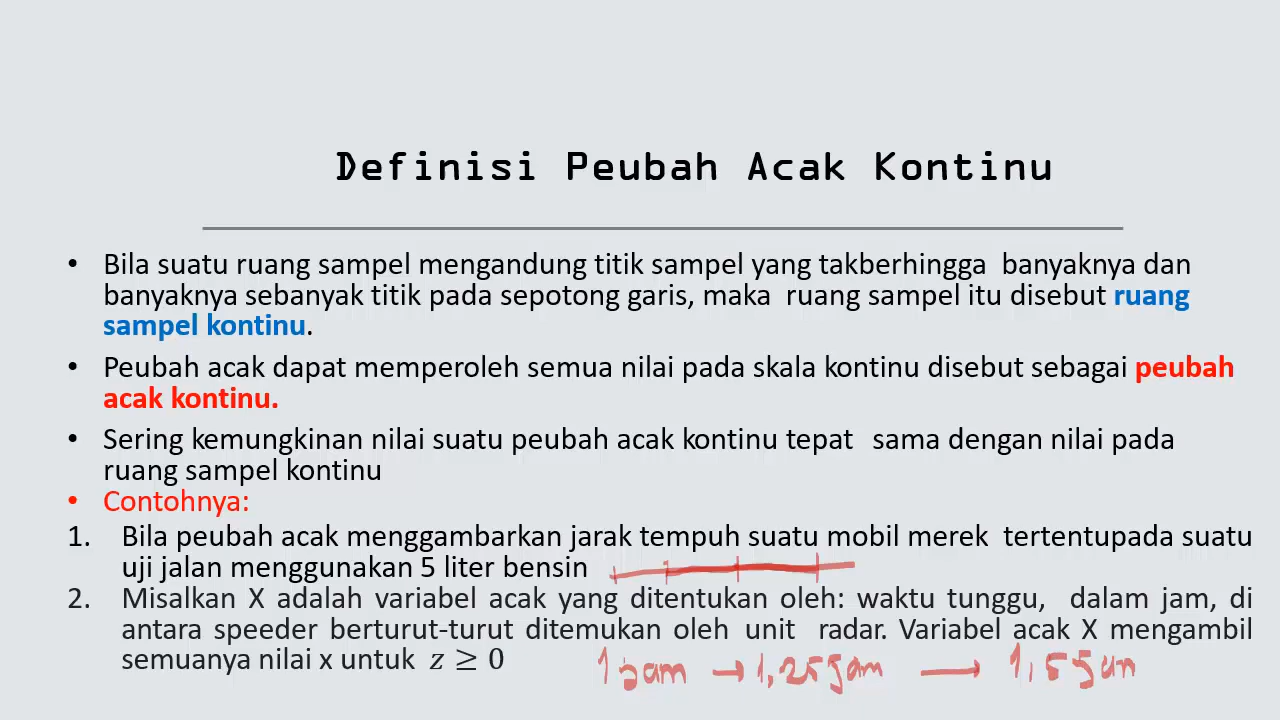 Definisi Peubah Acak Kontinu
• Bila suatu ruang sampel mengandung titik sampel yang takberhingga banyaknya dan
banyaknya sebanyak titik pada sepotong garis, maka ruang sampel itu disebut ruang
sampel kontinu.
• Peubah acak dapat memperoleh semua nilai pada skala kontinu disebut sebagai peubah
acak kontinu.
• Sering kemungkinan nilai suatu peubah acak kontinu tepat sama dengan nilai pada
ruang sampel kontinu
• Contohnya:
1. Bila peubah acak menggambarkan jarak tempuh suatu mobil merek tertentupada suatu
uji jalan menggunakan 5 liter bensin
2. Misalkan X adalah variabel acak yang ditentukan oleh: waktu tunggu, dalam jam, di
antara speeder berturut-turut ditemukan oleh unit radar. Variabel acak X mengambil
semuanya nilai x untuk z ≥ 0
1 jam → 1,25 jam → 1,5 jam